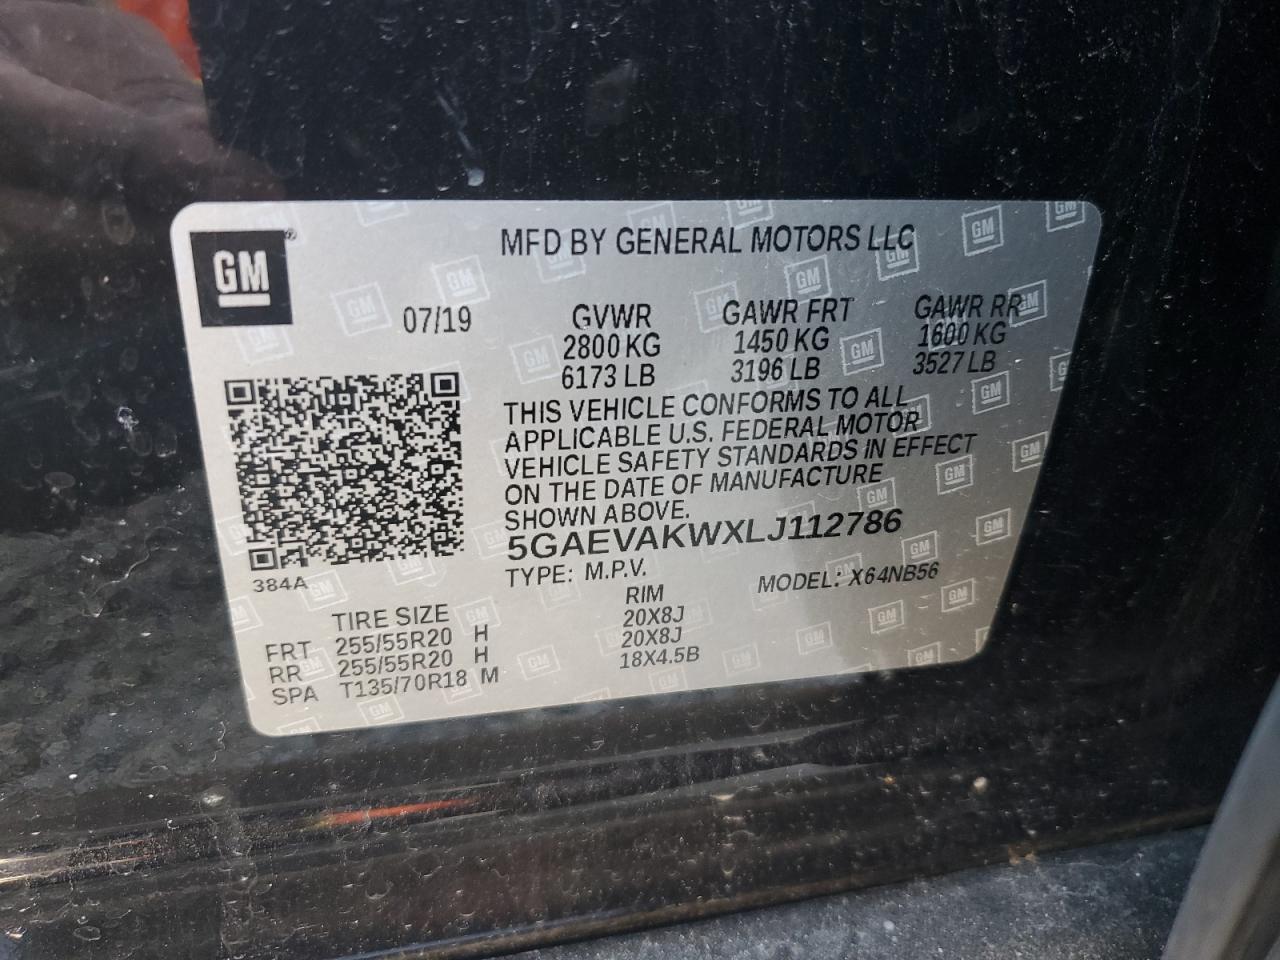 GM ®
MFD BY GENERAL MOTORS LLC
07/19
GVWR GAWR FRT GAWR RR
2800 KG 1450 KG 1600 KG
6173 LB 3196 LB 3527 LB
THIS VEHICLE CONFORMS TO ALL
APPLICABLE U.S. FEDERAL MOTOR
VEHICLE SAFETY STANDARDS IN EFFECT
ON THE DATE OF MANUFACTURE
SHOWN ABOVE.
5GAEVAKWXLJ112786
TYPE: M.P.V. MODEL: X64NB56
384A
TIRE SIZE RIM
FRT 255/55R20 H 20X8J
RR 255/55R20 H 20X8J
SPA T135/70R18 M 18X4.5B